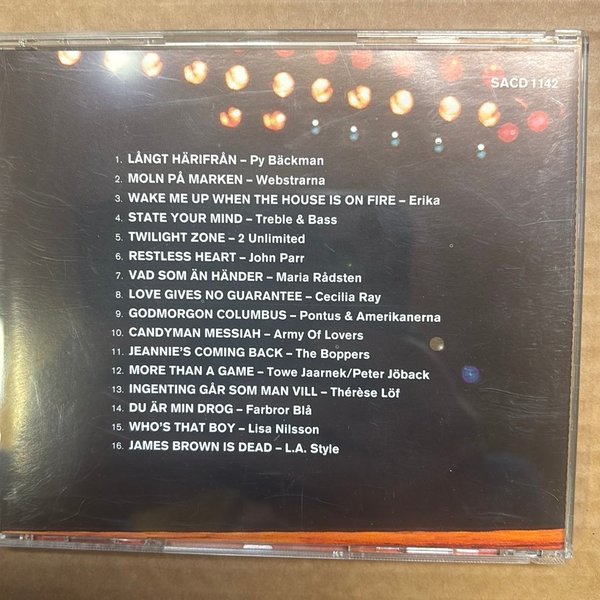 SACD 1142
1. LÅNGT HÄRIFRÅN – Py Bäckman
2. MOLN PÅ MARKEN – Webstrarna
3. WAKE ME UP WHEN THE HOUSE IS ON FIRE – Erika
4. STATE YOUR MIND – Treble & Bass
5. TWILIGHT ZONE – 2 Unlimited
6. RESTLESS HEART – John Parr
7. VAD SOM ÄN HÄNDER – Maria Rådsten
8. LOVE GIVES NO GUARANTEE – Cecilia Ray
9. GODMORGON COLUMBUS – Pontus & Amerikanerna
10. CANDYMAN MESSIAH – Army Of Lovers
11. JEANNIE'S COMING BACK – The Boppers
12. MORE THAN A GAME – Towe Jaarnek/Peter Jöback
13. INGENTING GÅR SOM MAN VILL – Thérèse Löf
14. DU ÄR MIN DROG – Farbror Blå
15. WHO'S THAT BOY – Lisa Nilsson
16. JAMES BROWN IS DEAD – L.A. Style